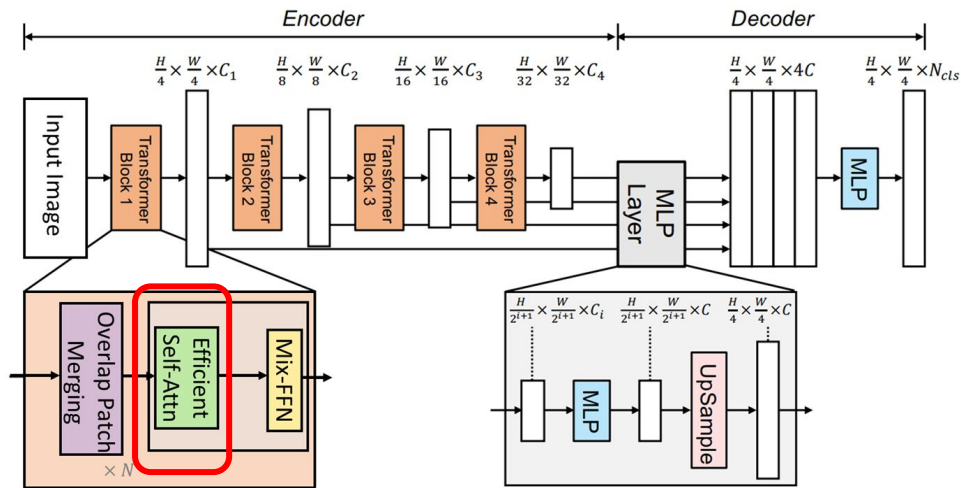 Encoder
Decoder
H/4 × W/4 ×C₁
H/8 × W/8 ×C₂
H/16 × W/16 ×C₃
H/32 × W/32 ×C₄
H/4 × W/4 ×4C
H/4 × W/4 ×N_cls
Input Image
Transformer
Block 1
Transformer
Block 2
Transformer
Block 3
Transformer
Block 4
MLP
Layer
MLP
Overlap Patch
Merging
Efficient
Self-Attn
Mix-FFN
× N
H/2^{i+1} × W/2^{i+1} ×C_i
H/2^{i+1} × W/2^{i+1} ×C
H/4 × W/4 ×C
MLP
UpSample